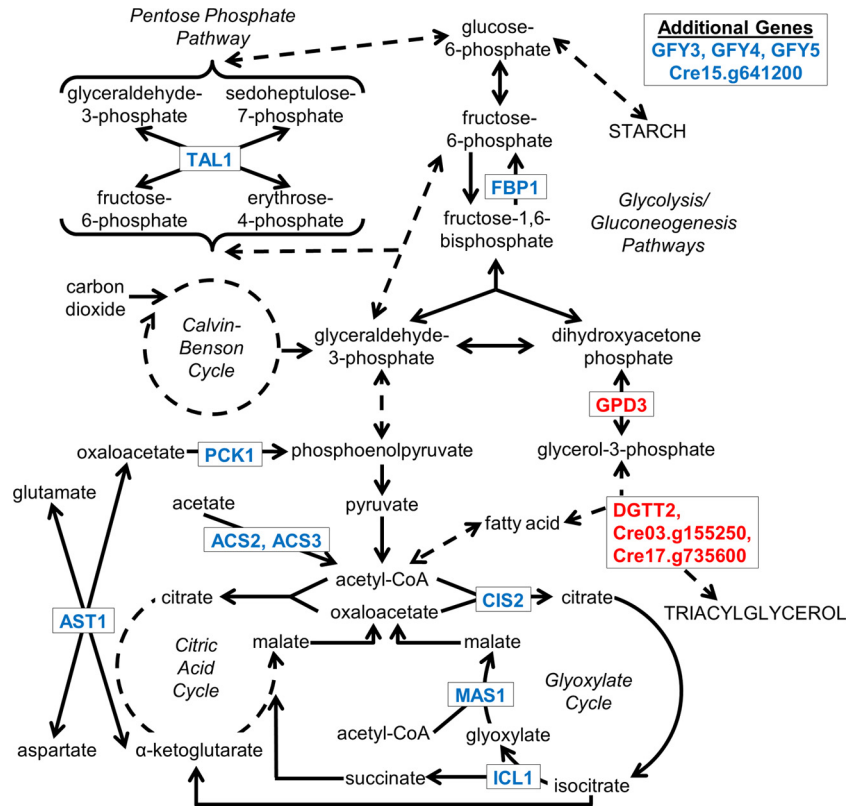 Pentose Phosphate
Pathway
glucose-
6-phosphate
Additional Genes
GFY3, GFY4, GFY5
Cre15.g641200
glyceraldehyde-
3-phosphate
sedoheptulose-
7-phosphate
TAL1
fructose-
6-phosphate
erythrose-
4-phosphate
fructose-
6-phosphate
STARCH
FBP1
fructose-1,6-
bisphosphate
Glycolysis/
Gluconeogenesis
Pathways
carbon
dioxide
Calvin-
Benson
Cycle
glyceraldehyde-
3-phosphate
dihydroxyacetone
phosphate
GPD3
oxaloacetate
PCK1
phosphoenolpyruvate
glycerol-3-phosphate
glutamate
acetate
pyruvate
fatty acid
DGTT2,
Cre03.g155250,
Cre17.g735600
ACS2, ACS3
acetyl-CoA
citrate
oxaloacetate
CIS2
citrate
TRIACYLGLYCEROL
AST1
Citric
Acid
Cycle
malate
malate
MAS1
Glyoxylate
Cycle
acetyl-CoA
glyoxylate
aspartate
α-ketoglutarate
succinate
ICL1
isocitrate